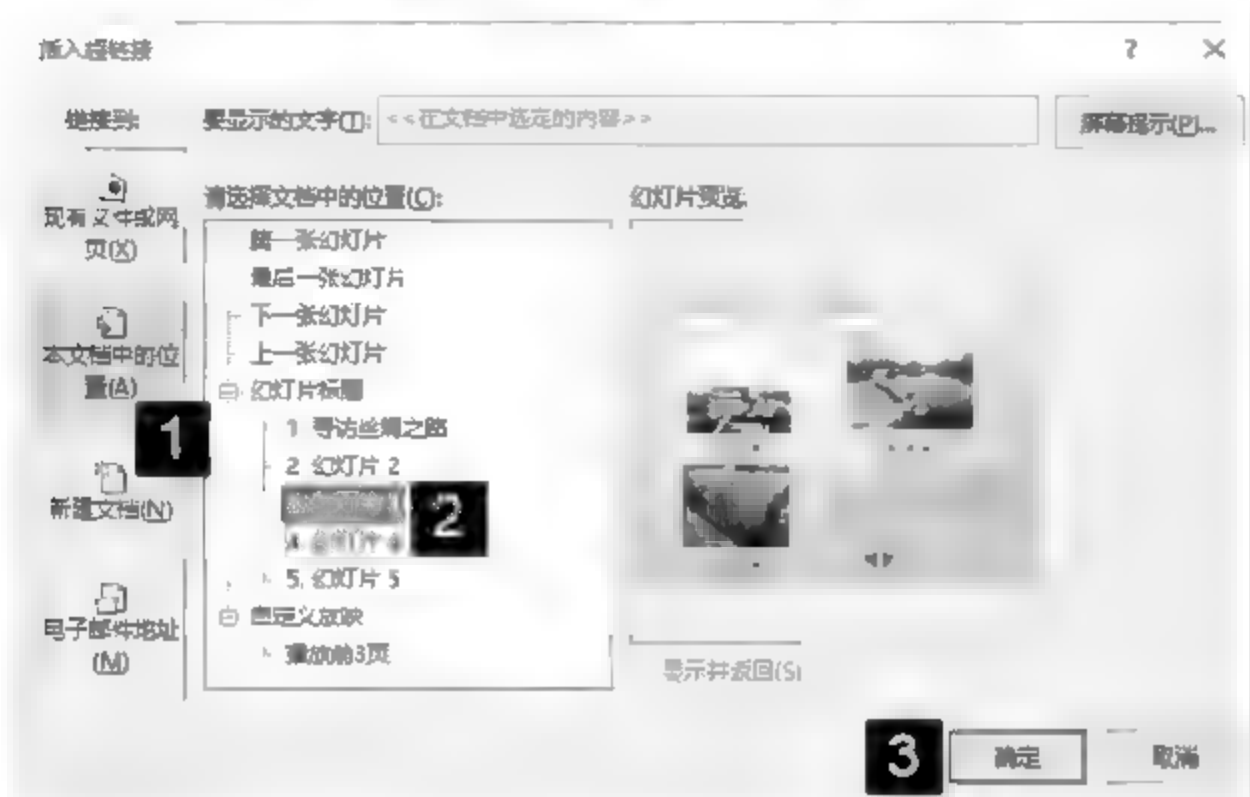 插入超链接
链接到:
要显示的文字(T): <<在文档中选定的内容>>
屏幕提示(P)...
现有文件或网
页(X)
本文档中的位
置(A)
新建文档(N)
电子邮件地址
(M)
请选择文档中的位置(C):
第一张幻灯片
最后一张幻灯片
下一张幻灯片
上一张幻灯片
幻灯片标题
1 寻访丝绸之路
2 幻灯片 2
5. 幻灯片 5
自定义放映
播放前3页
幻灯片预览:
显示并返回(S)
1
2
3
确定
取消